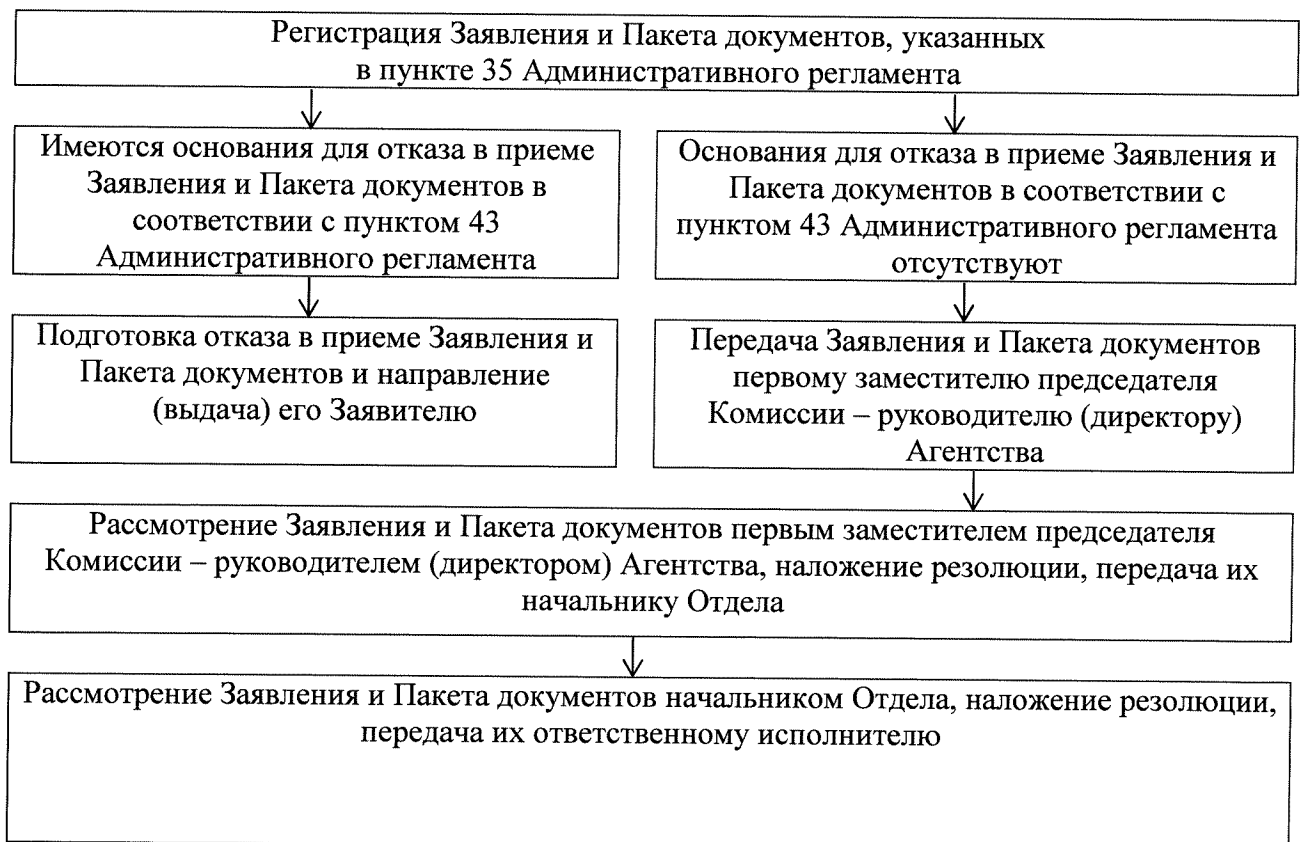 Регистрация Заявления и Пакета документов, указанных
в пункте 35 Административного регламента
Имеются основания для отказа в приеме
Заявления и Пакета документов в
соответствии с пунктом 43
Административного регламента
Основания для отказа в приеме Заявления и
Пакета документов в соответствии с
пунктом 43 Административного регламента
отсутствуют
Подготовка отказа в приеме Заявления и
Пакета документов и направление
(выдача) его Заявителю
Передача Заявления и Пакета документов
первому заместителю председателя
Комиссии – руководителю (директору)
Агентства
Рассмотрение Заявления и Пакета документов первым заместителем председателя
Комиссии – руководителем (директором) Агентства, наложение резолюции, передача их
начальнику Отдела
Рассмотрение Заявления и Пакета документов начальником Отдела, наложение резолюции,
передача их ответственному исполнителю